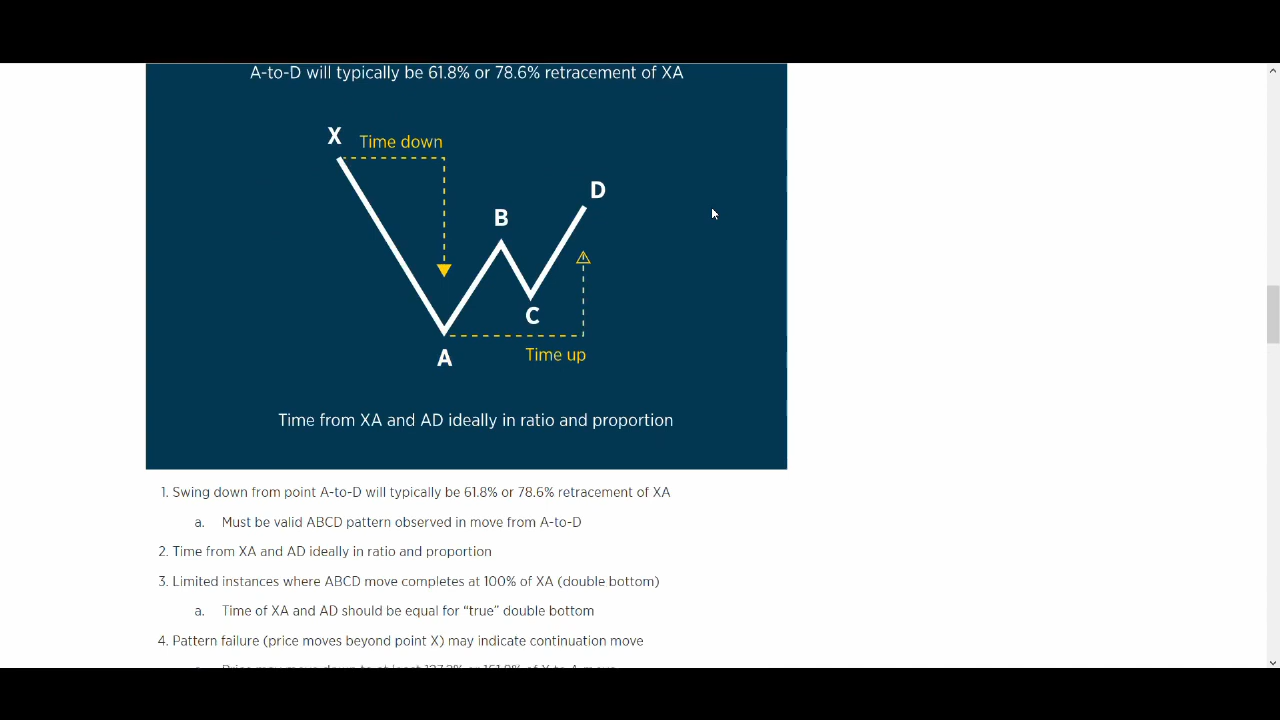 A-to-D will typically be 61.8% or 78.6% retracement of XA
X
Time down
D
B
C
Time up
A
Time from XA and AD ideally in ratio and proportion
1. Swing down from point A-to-D will typically be 61.8% or 78.6% retracement of XA
a. Must be valid ABCD pattern observed in move from A-to-D
2. Time from XA and AD ideally in ratio and proportion
3. Limited instances where ABCD move completes at 100% of XA (double bottom)
a. Time of XA and AD should be equal for “true” double bottom
4. Pattern failure (price moves beyond point X) may indicate continuation move